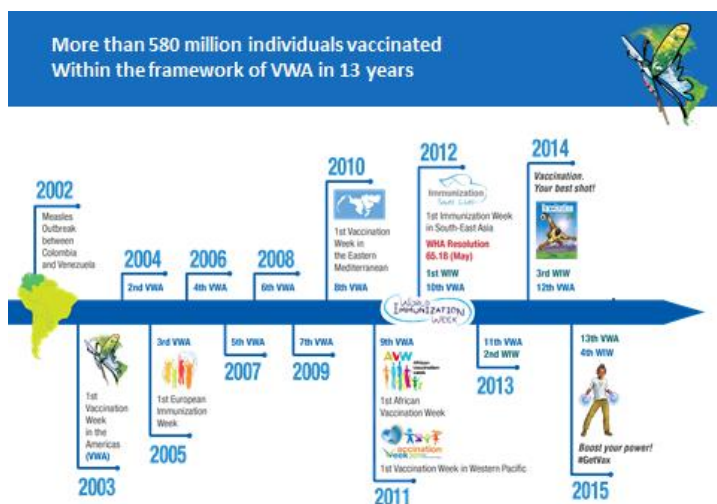 More than 580 million individuals vaccinated
Within the framework of VWA in 13 years
2002
Measles
Outbreak
between
Colombia
and Venezuela
2003
1st
Vaccination
Week
in the
Americas
(VWA)
2004
2nd VWA
2005
3rd VWA
1st European
Immunization
Week
2006
4th VWA
2007
5th VWA
2008
6th VWA
2009
7th VWA
2010
1st Vaccination
Week in
the Eastern
Mediterranean
8th VWA
2011
9th VWA
AVW
african
vaccination
week
1st African
Vaccination Week
1st Vaccination Week in Western Pacific
2012
Immunization
1st Immunization Week
in South-East Asia
WHA Resolution
65.18 (May)
1st WIW
10th VWA
WORLD
IMMUNIZATION
WEEK
2013
11th VWA
2nd WIW
2014
Vaccination.
Your best shot!
Vaccination
3rd WIW
12th VWA
2015
13th VWA
4th WIW
Boost your power!
#GetVax